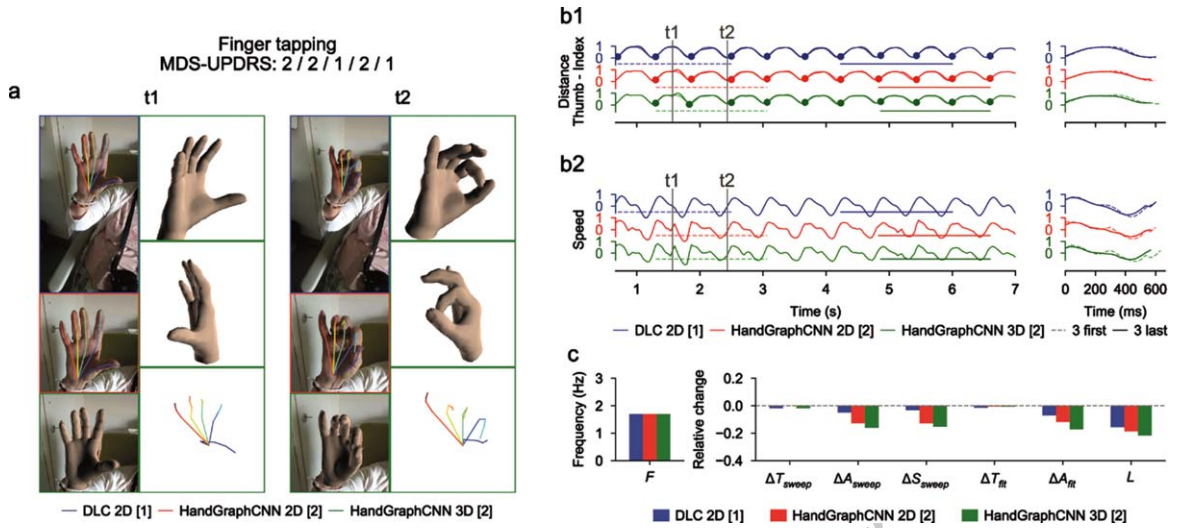 Finger tapping
MDS-UPDRS: 2 / 2 / 1 / 2 / 1
a
t1
t2
DLC 2D [1] HandGraphCNN 2D [2] HandGraphCNN 3D [2]
b1
t1
t2
Distance
Thumb - Index
1
0
1
0
1
0
b2
t1
t2
Speed
1
0
1
0
1
0
1 2 3 4 5 6 7
Time (s)
1
0
1
0
1
0
1
0
1
0
1
0
0 200 400 600
Time (ms)
DLC 2D [1] HandGraphCNN 2D [2] HandGraphCNN 3D [2] 3 first 3 last
c
Frequency (Hz)
3
2
1
0
F
Relative change
0.2
0.0
−0.2
−0.4
ΔTsweep ΔAsweep ΔSsweep ΔTfit ΔAfit L
DLC 2D [1] HandGraphCNN 2D [2] HandGraphCNN 3D [2]